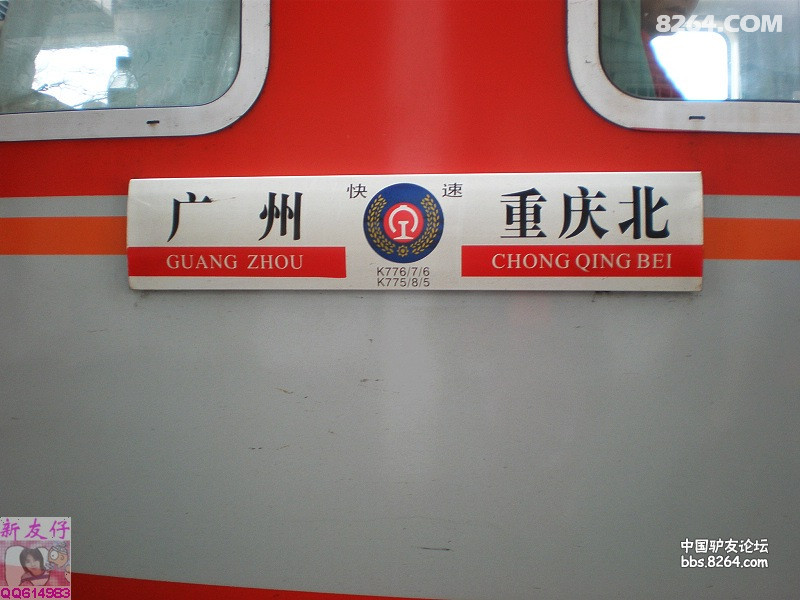 8264.COM
广州 快速 重庆北
GUANG ZHOU
CHONG QING BEI
K776/7/6
K775/8/5
新友仔
QQ614983
中国驴友论坛
bbs.8264.com